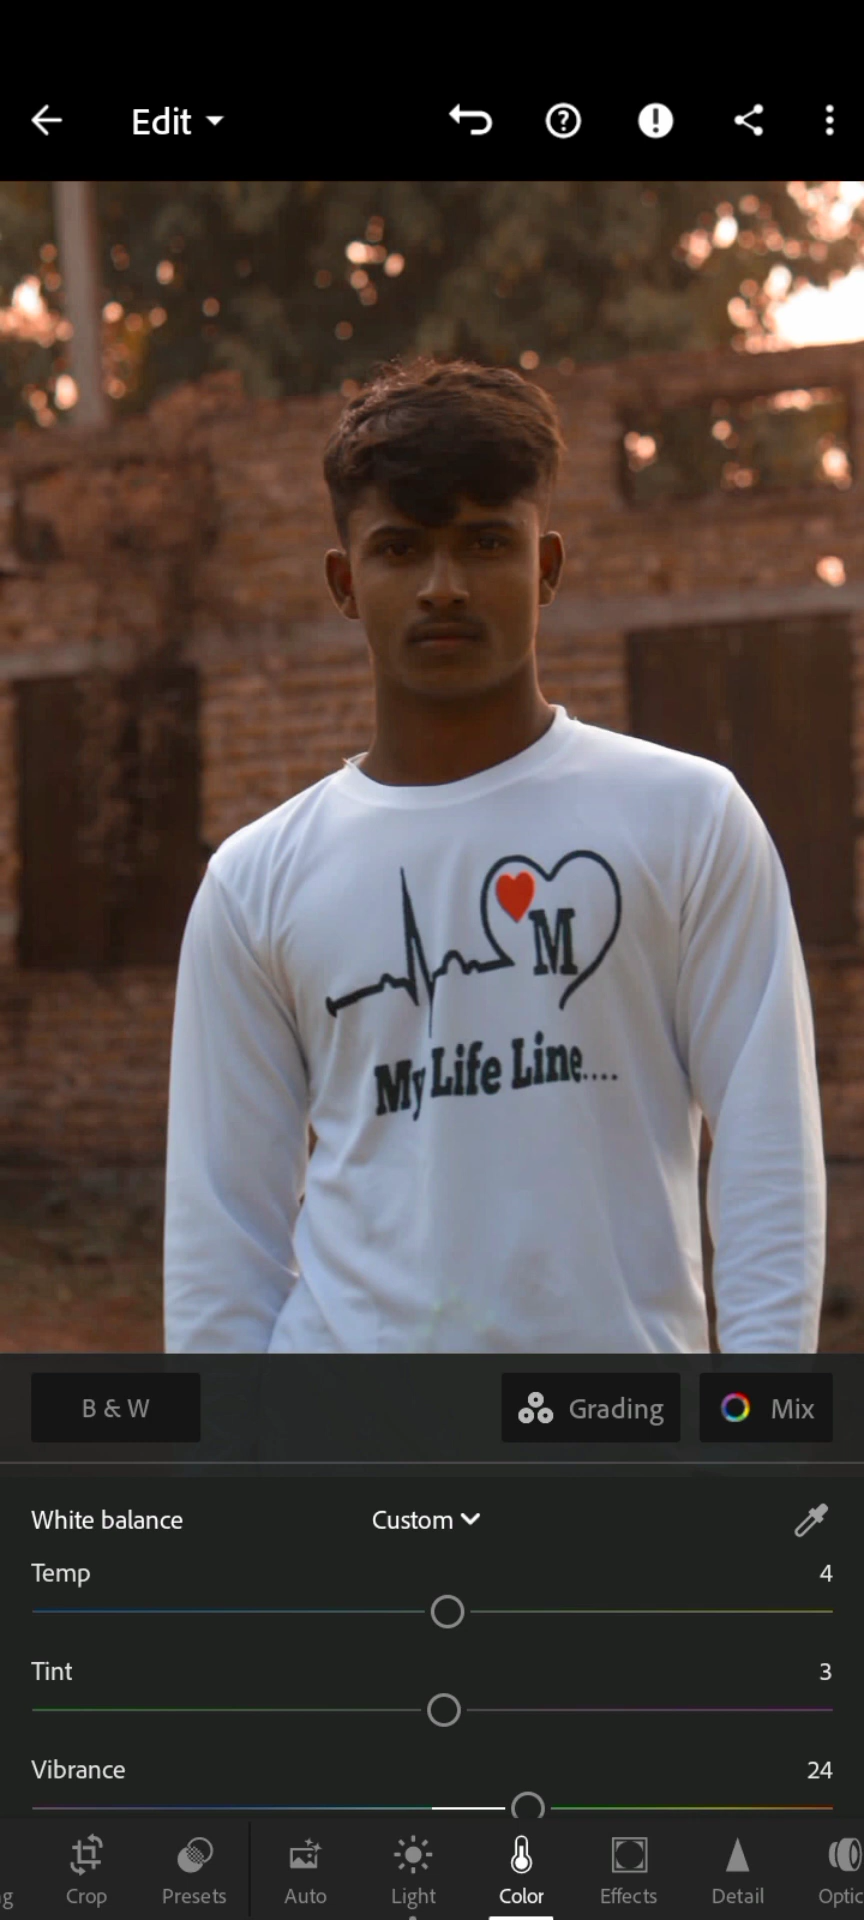 Edit
M
My Life Line....
B & W
Grading
Mix
White balance
Custom
Temp
4
Tint
3
Vibrance
24
Crop
Presets
Auto
Light
Color
Effects
Detail